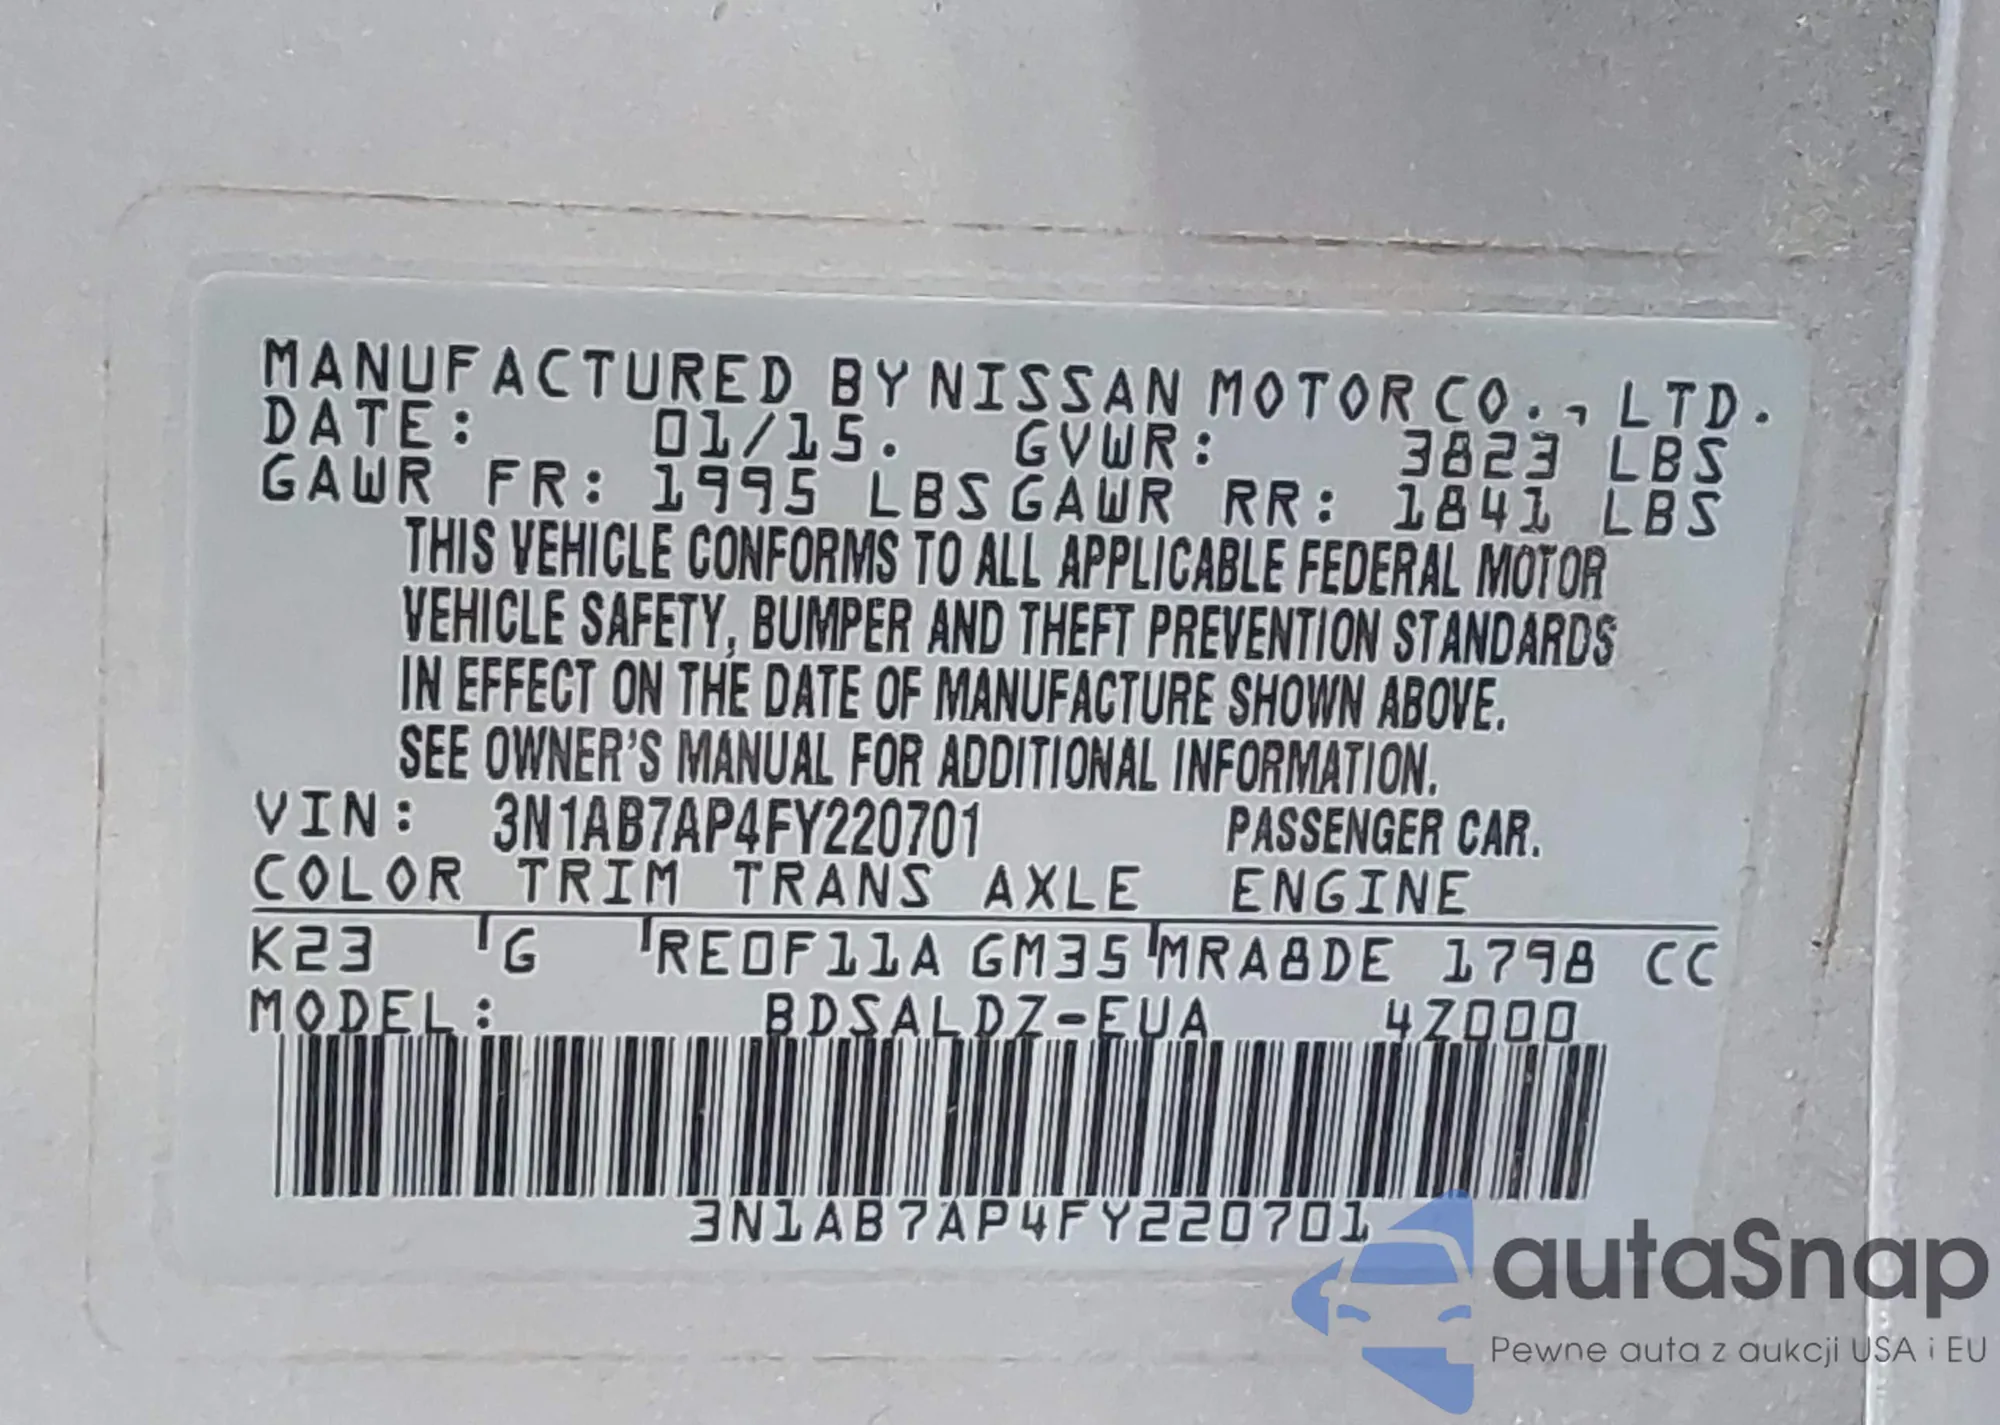 MANUFACTURED BY NISSAN MOTOR CO., LTD.
DATE: 01/15. GVWR: 3823 LBS
GAWR FR: 1995 LBS GAWR RR: 1841 LBS
THIS VEHICLE CONFORMS TO ALL APPLICABLE FEDERAL MOTOR
VEHICLE SAFETY, BUMPER AND THEFT PREVENTION STANDARDS
IN EFFECT ON THE DATE OF MANUFACTURE SHOWN ABOVE.
SEE OWNER'S MANUAL FOR ADDITIONAL INFORMATION.
VIN: 3N1AB7AP4FY220701 PASSENGER CAR.
COLOR TRIM TRANS AXLE ENGINE
K23 G RE0F11A GM35 MRA8DE 1798 CC
MODEL: BDSALDZ-EUA 4Z000
3N1AB7AP4FY220701
autaSnap
Pewne auta z aukcji USA i EU